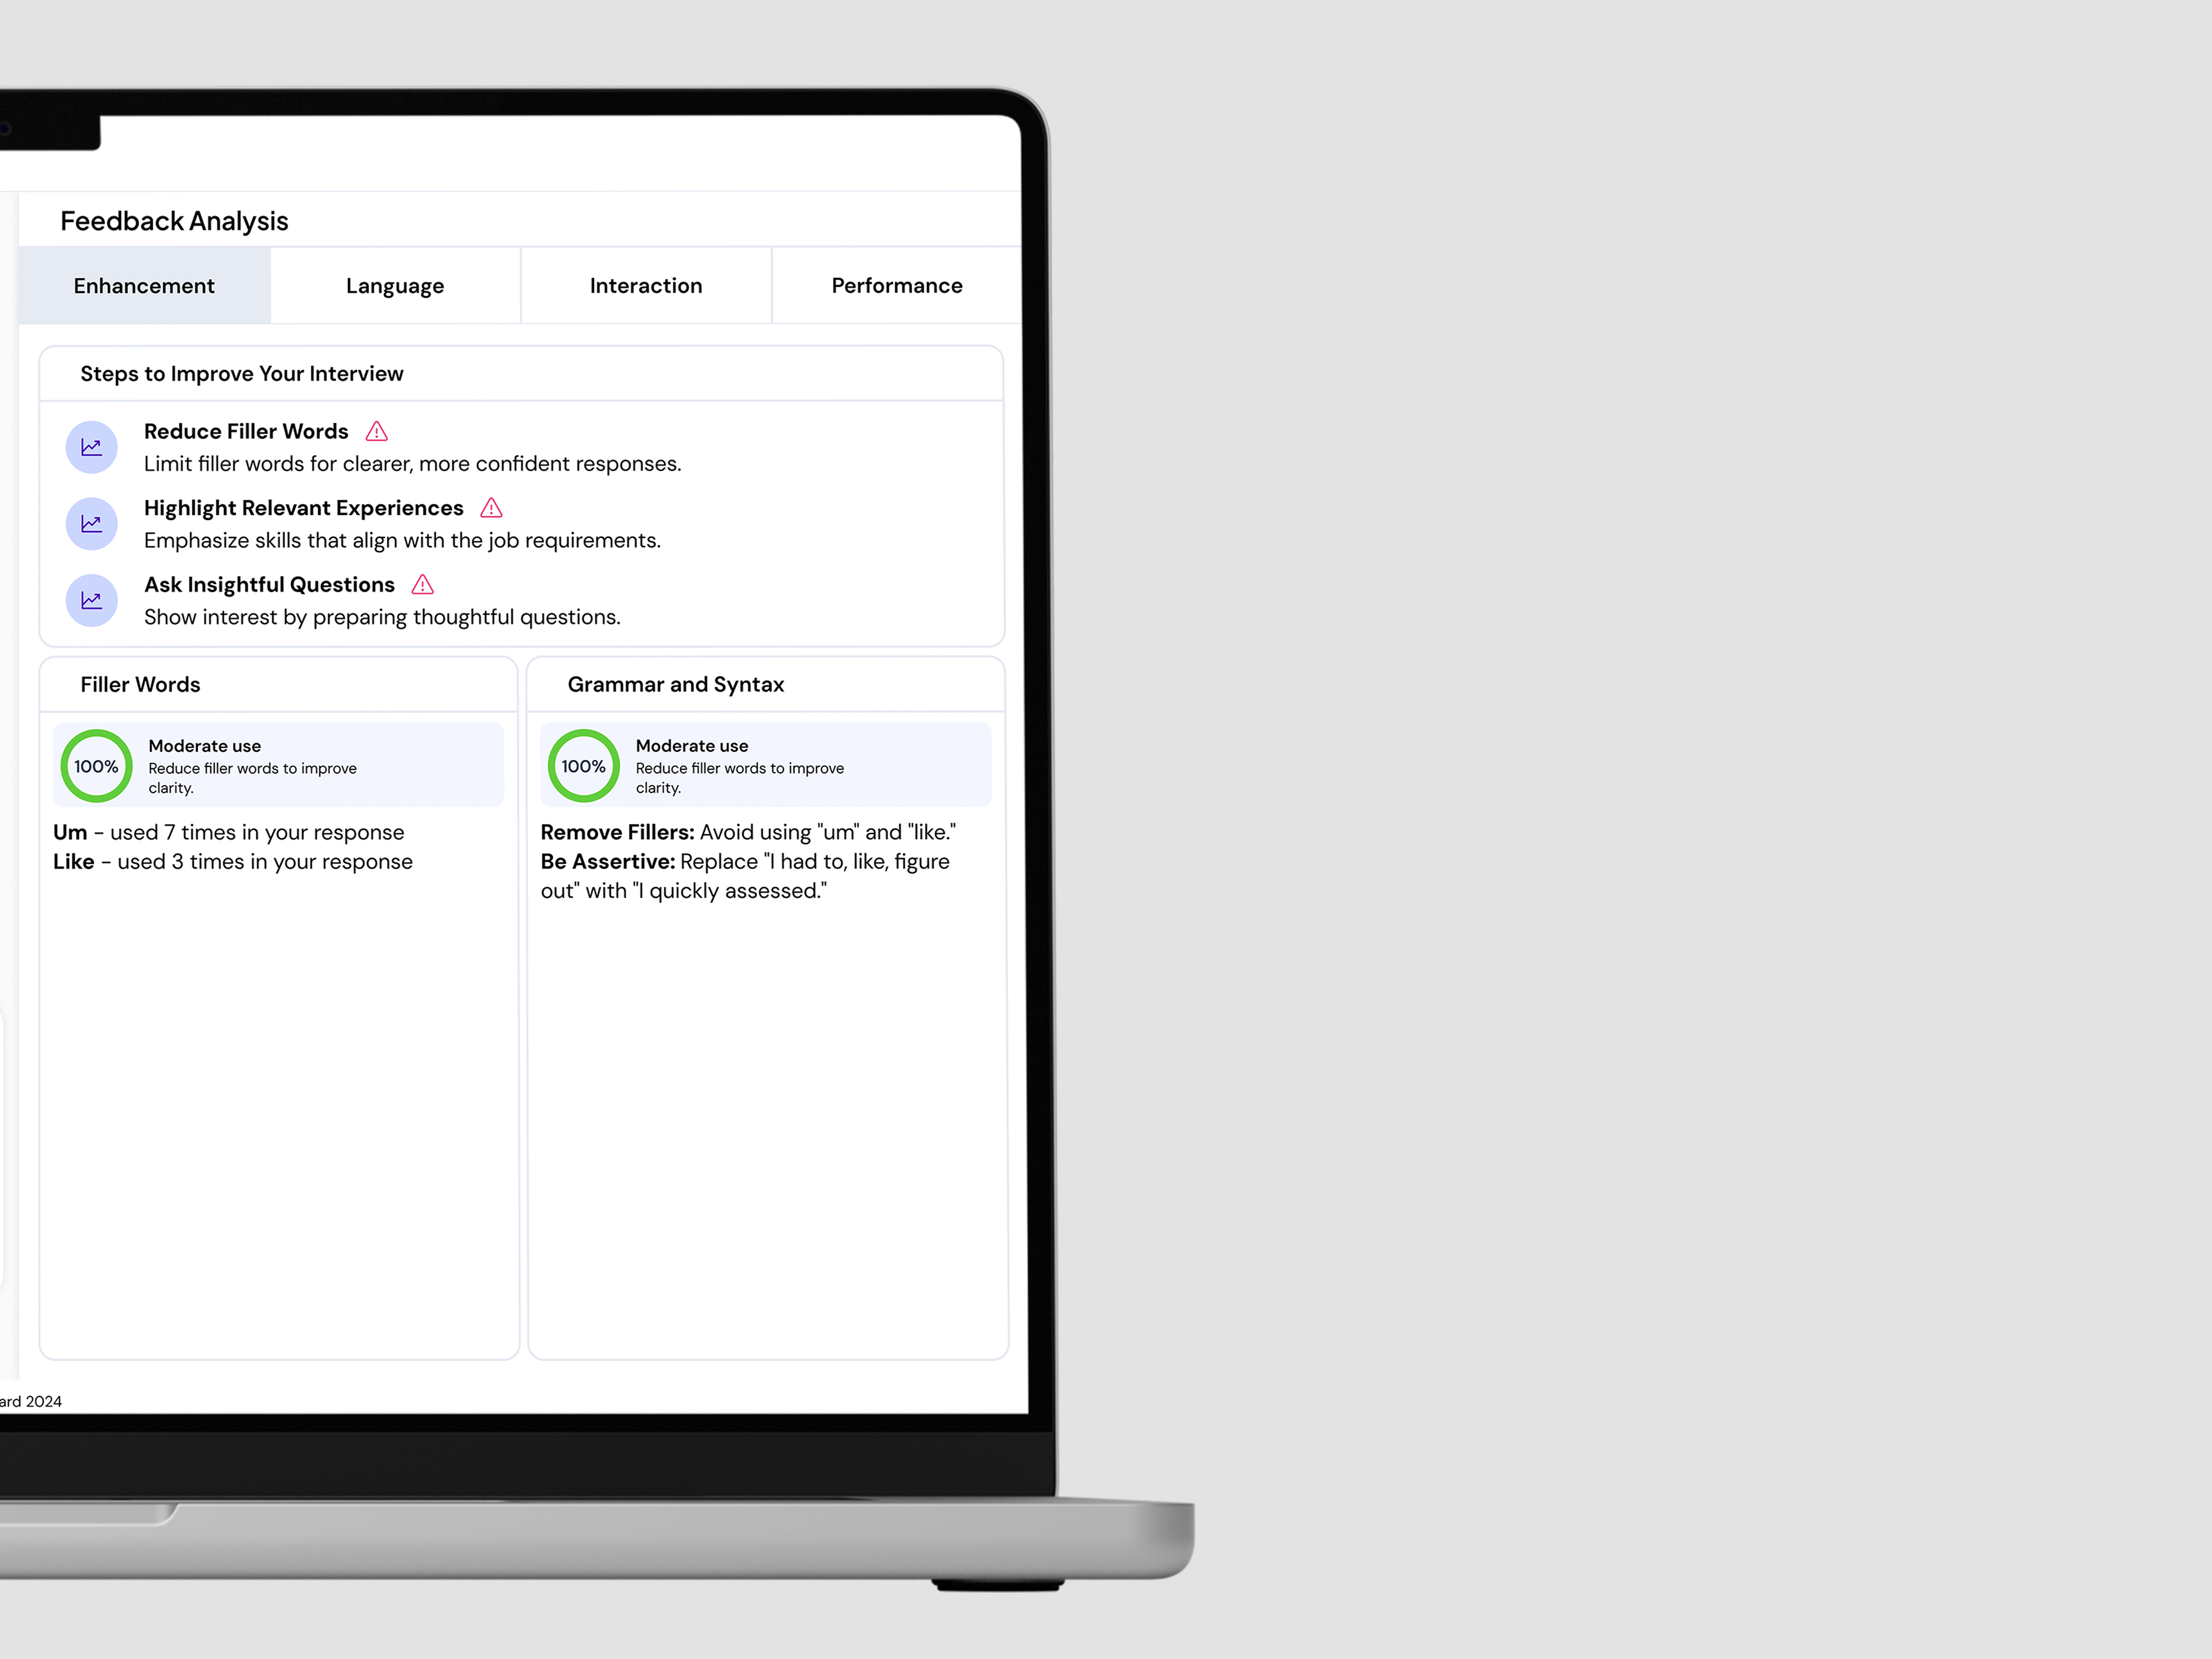 Feedback Analysis
Enhancement
Language
Interaction
Performance
Steps to Improve Your Interview
Reduce Filler Words
Limit filler words for clearer, more confident responses.
Highlight Relevant Experiences
Emphasize skills that align with the job requirements.
Ask Insightful Questions
Show interest by preparing thoughtful questions.
Filler Words
100%
Moderate use
Reduce filler words to improve
clarity.
Um - used 7 times in your response
Like - used 3 times in your response
Grammar and Syntax
100%
Moderate use
Reduce filler words to improve
clarity.
Remove Fillers: Avoid using "um" and "like."
Be Assertive: Replace "I had to, like, figure
out" with "I quickly assessed."
2024